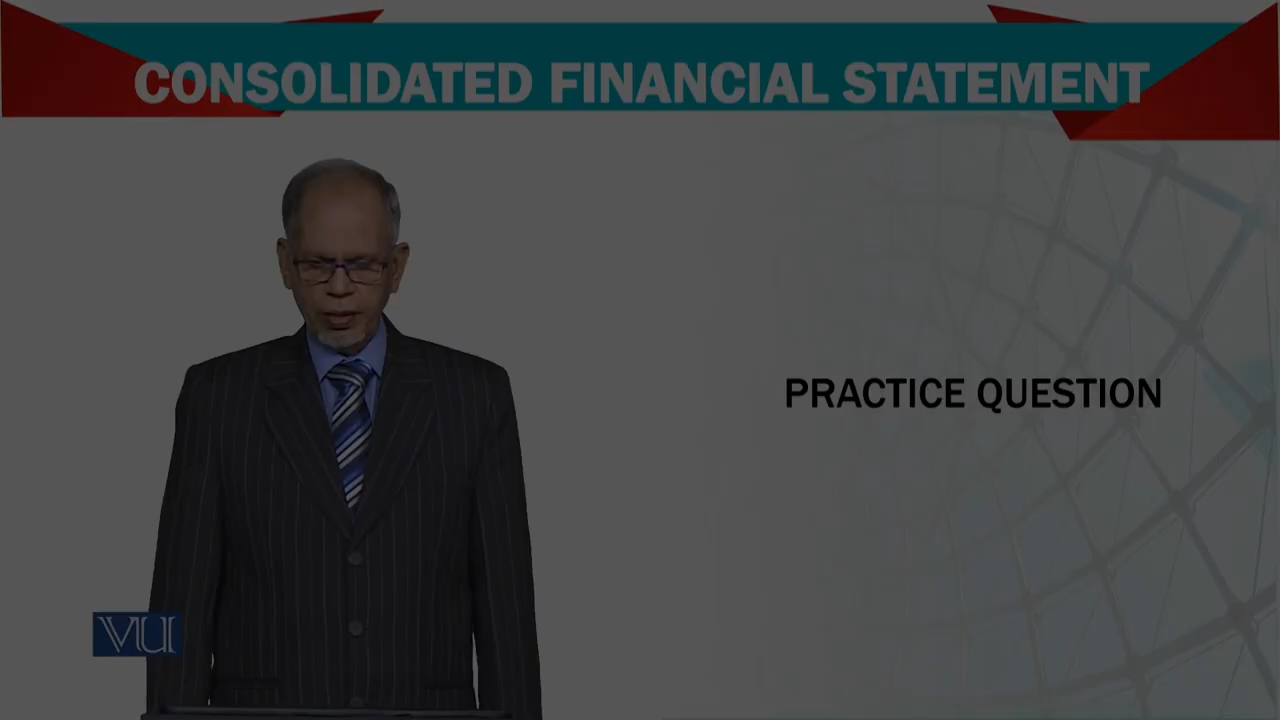 CONSOLIDATED FINANCIAL STATEMENT
PRACTICE QUESTION
VU